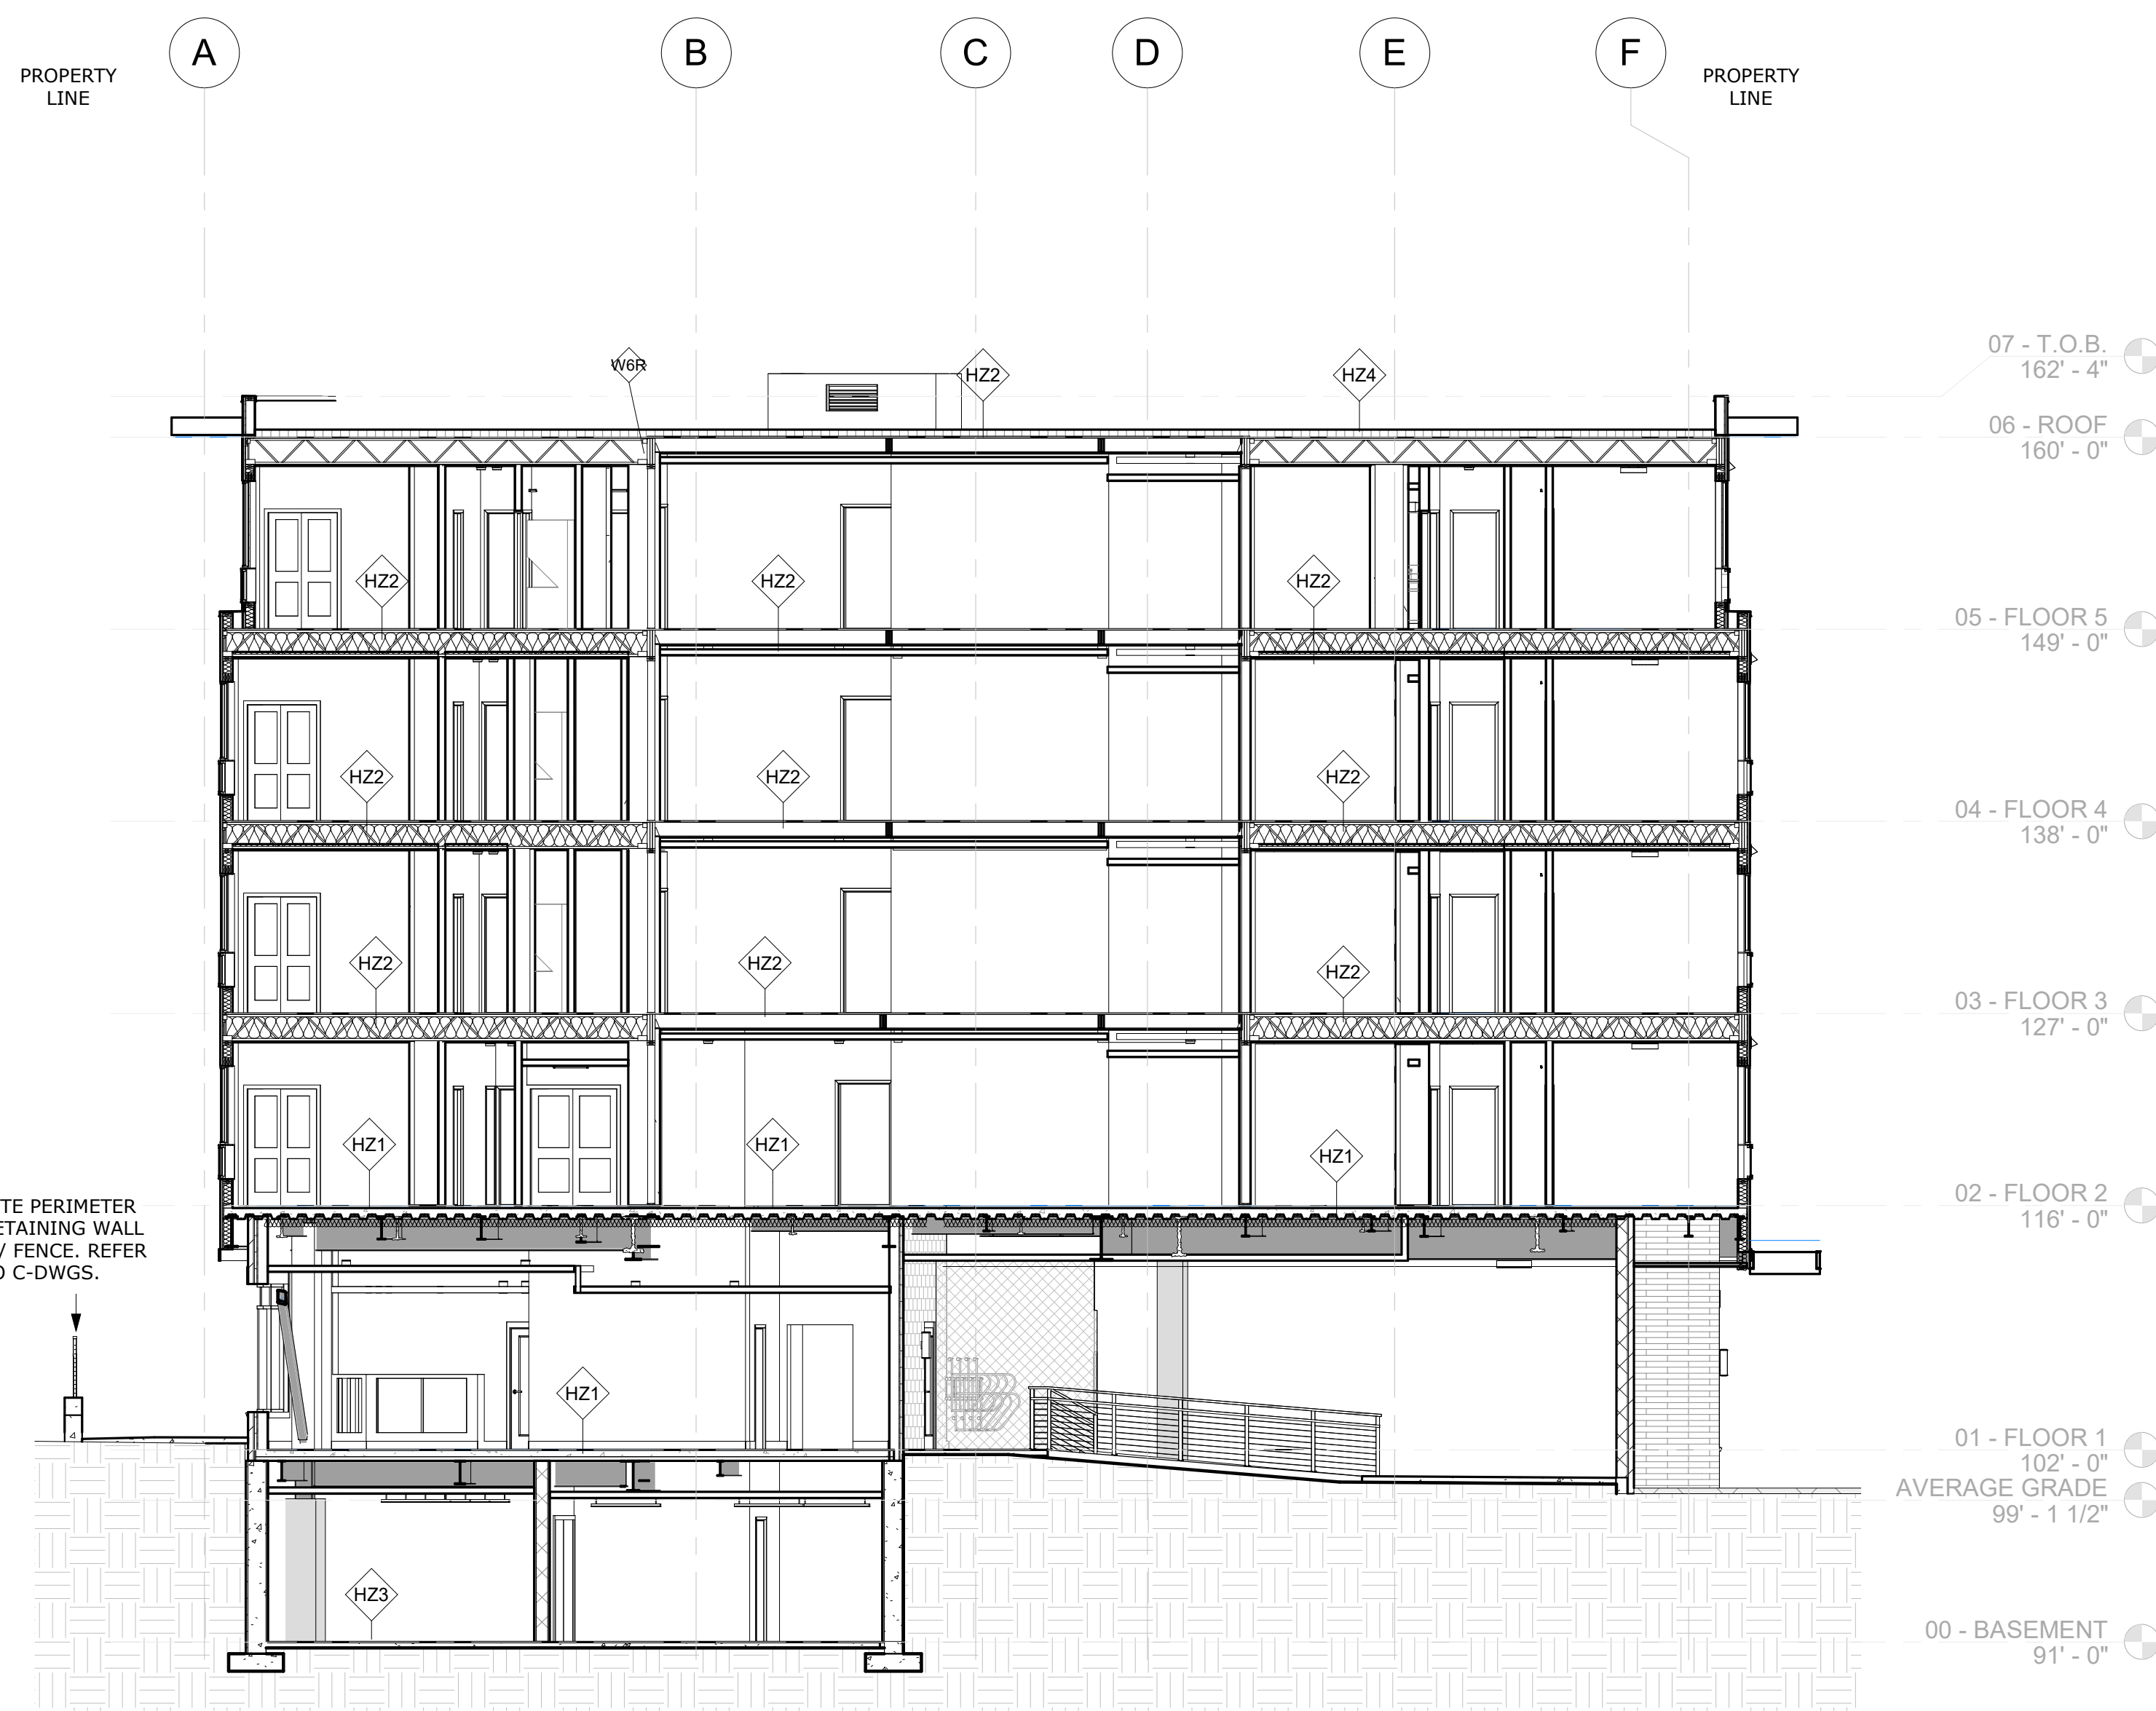 A
B
C
D
E
F
PROPERTY
LINE
PROPERTY
LINE
07 - T.O.B.
162' - 4"
W6R
HZ2
HZ4
06 - ROOF
160' - 0"
HZ2
HZ2
HZ2
05 - FLOOR 5
149' - 0"
HZ2
HZ2
HZ2
04 - FLOOR 4
138' - 0"
HZ2
HZ2
HZ2
03 - FLOOR 3
127' - 0"
HZ1
HZ1
HZ1
02 - FLOOR 2
116' - 0"
TE PERIMETER
ETAINING WALL
/ FENCE. REFER
O C-DWGS.
HZ1
01 - FLOOR 1
102' - 0"
AVERAGE GRADE
99' - 1 1/2"
HZ3
00 - BASEMENT
91' - 0"